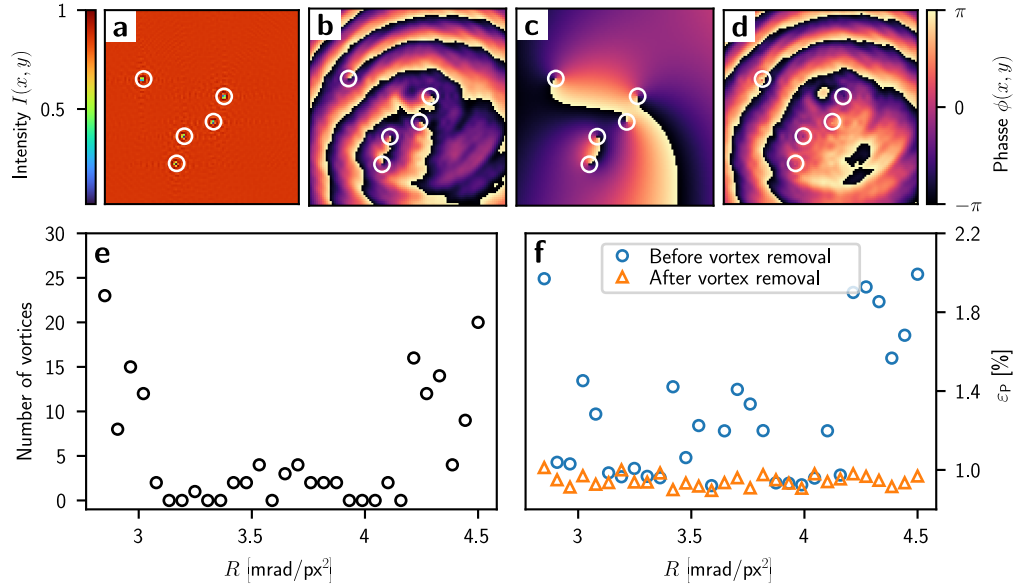 1
0.5
Intensity I(x, y)
a
b
c
d
π
0
−π
Phasse ϕ(x, y)
e
30
25
20
15
10
5
0
Number of vortices
3
3.5
4
4.5
R [mrad/px²]
f
Before vortex removal
After vortex removal
2.2
1.8
1.4
1.0
εP [%]
3
3.5
4
4.5
R [mrad/px²]